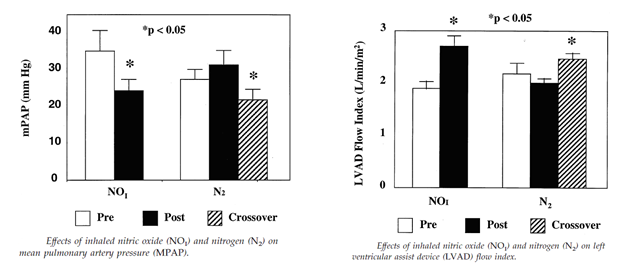 *p < 0.05
mPAP (mm Hg)
40
30
20
10
0
*
*
NO₁
N₂
Pre
Post
Crossover
Effects of inhaled nitric oxide (NO₁) and nitrogen (N₂) on
mean pulmonary artery pressure (MPAP).
*p < 0.05
LVAD Flow Index (L/min/m²)
3
2
1
0
*
*
NO₁
N₂
Pre
Post
Crossover
Effects of inhaled nitric oxide (NO₁) and nitrogen (N₂) on left
ventricular assist device (LVAD) flow index.